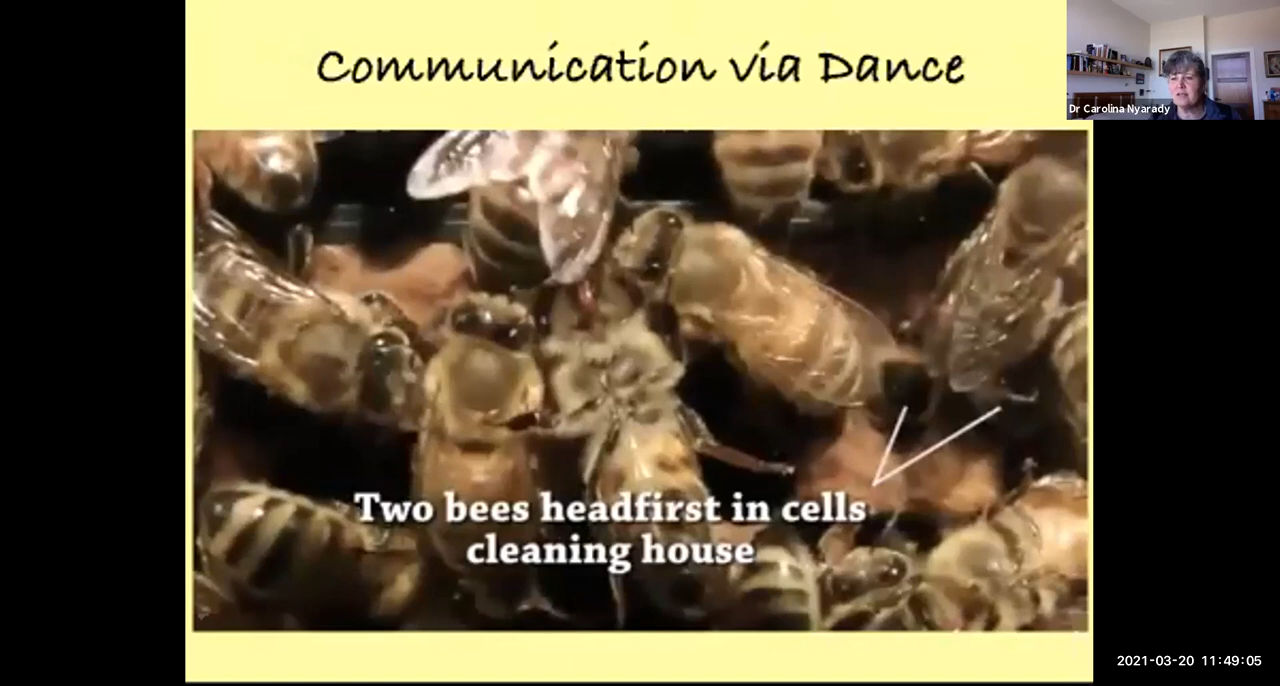 Communication via Dance
Dr Carolina Nyarady
Two bees headfirst in cells
cleaning house
2021-03-20 11:49:05